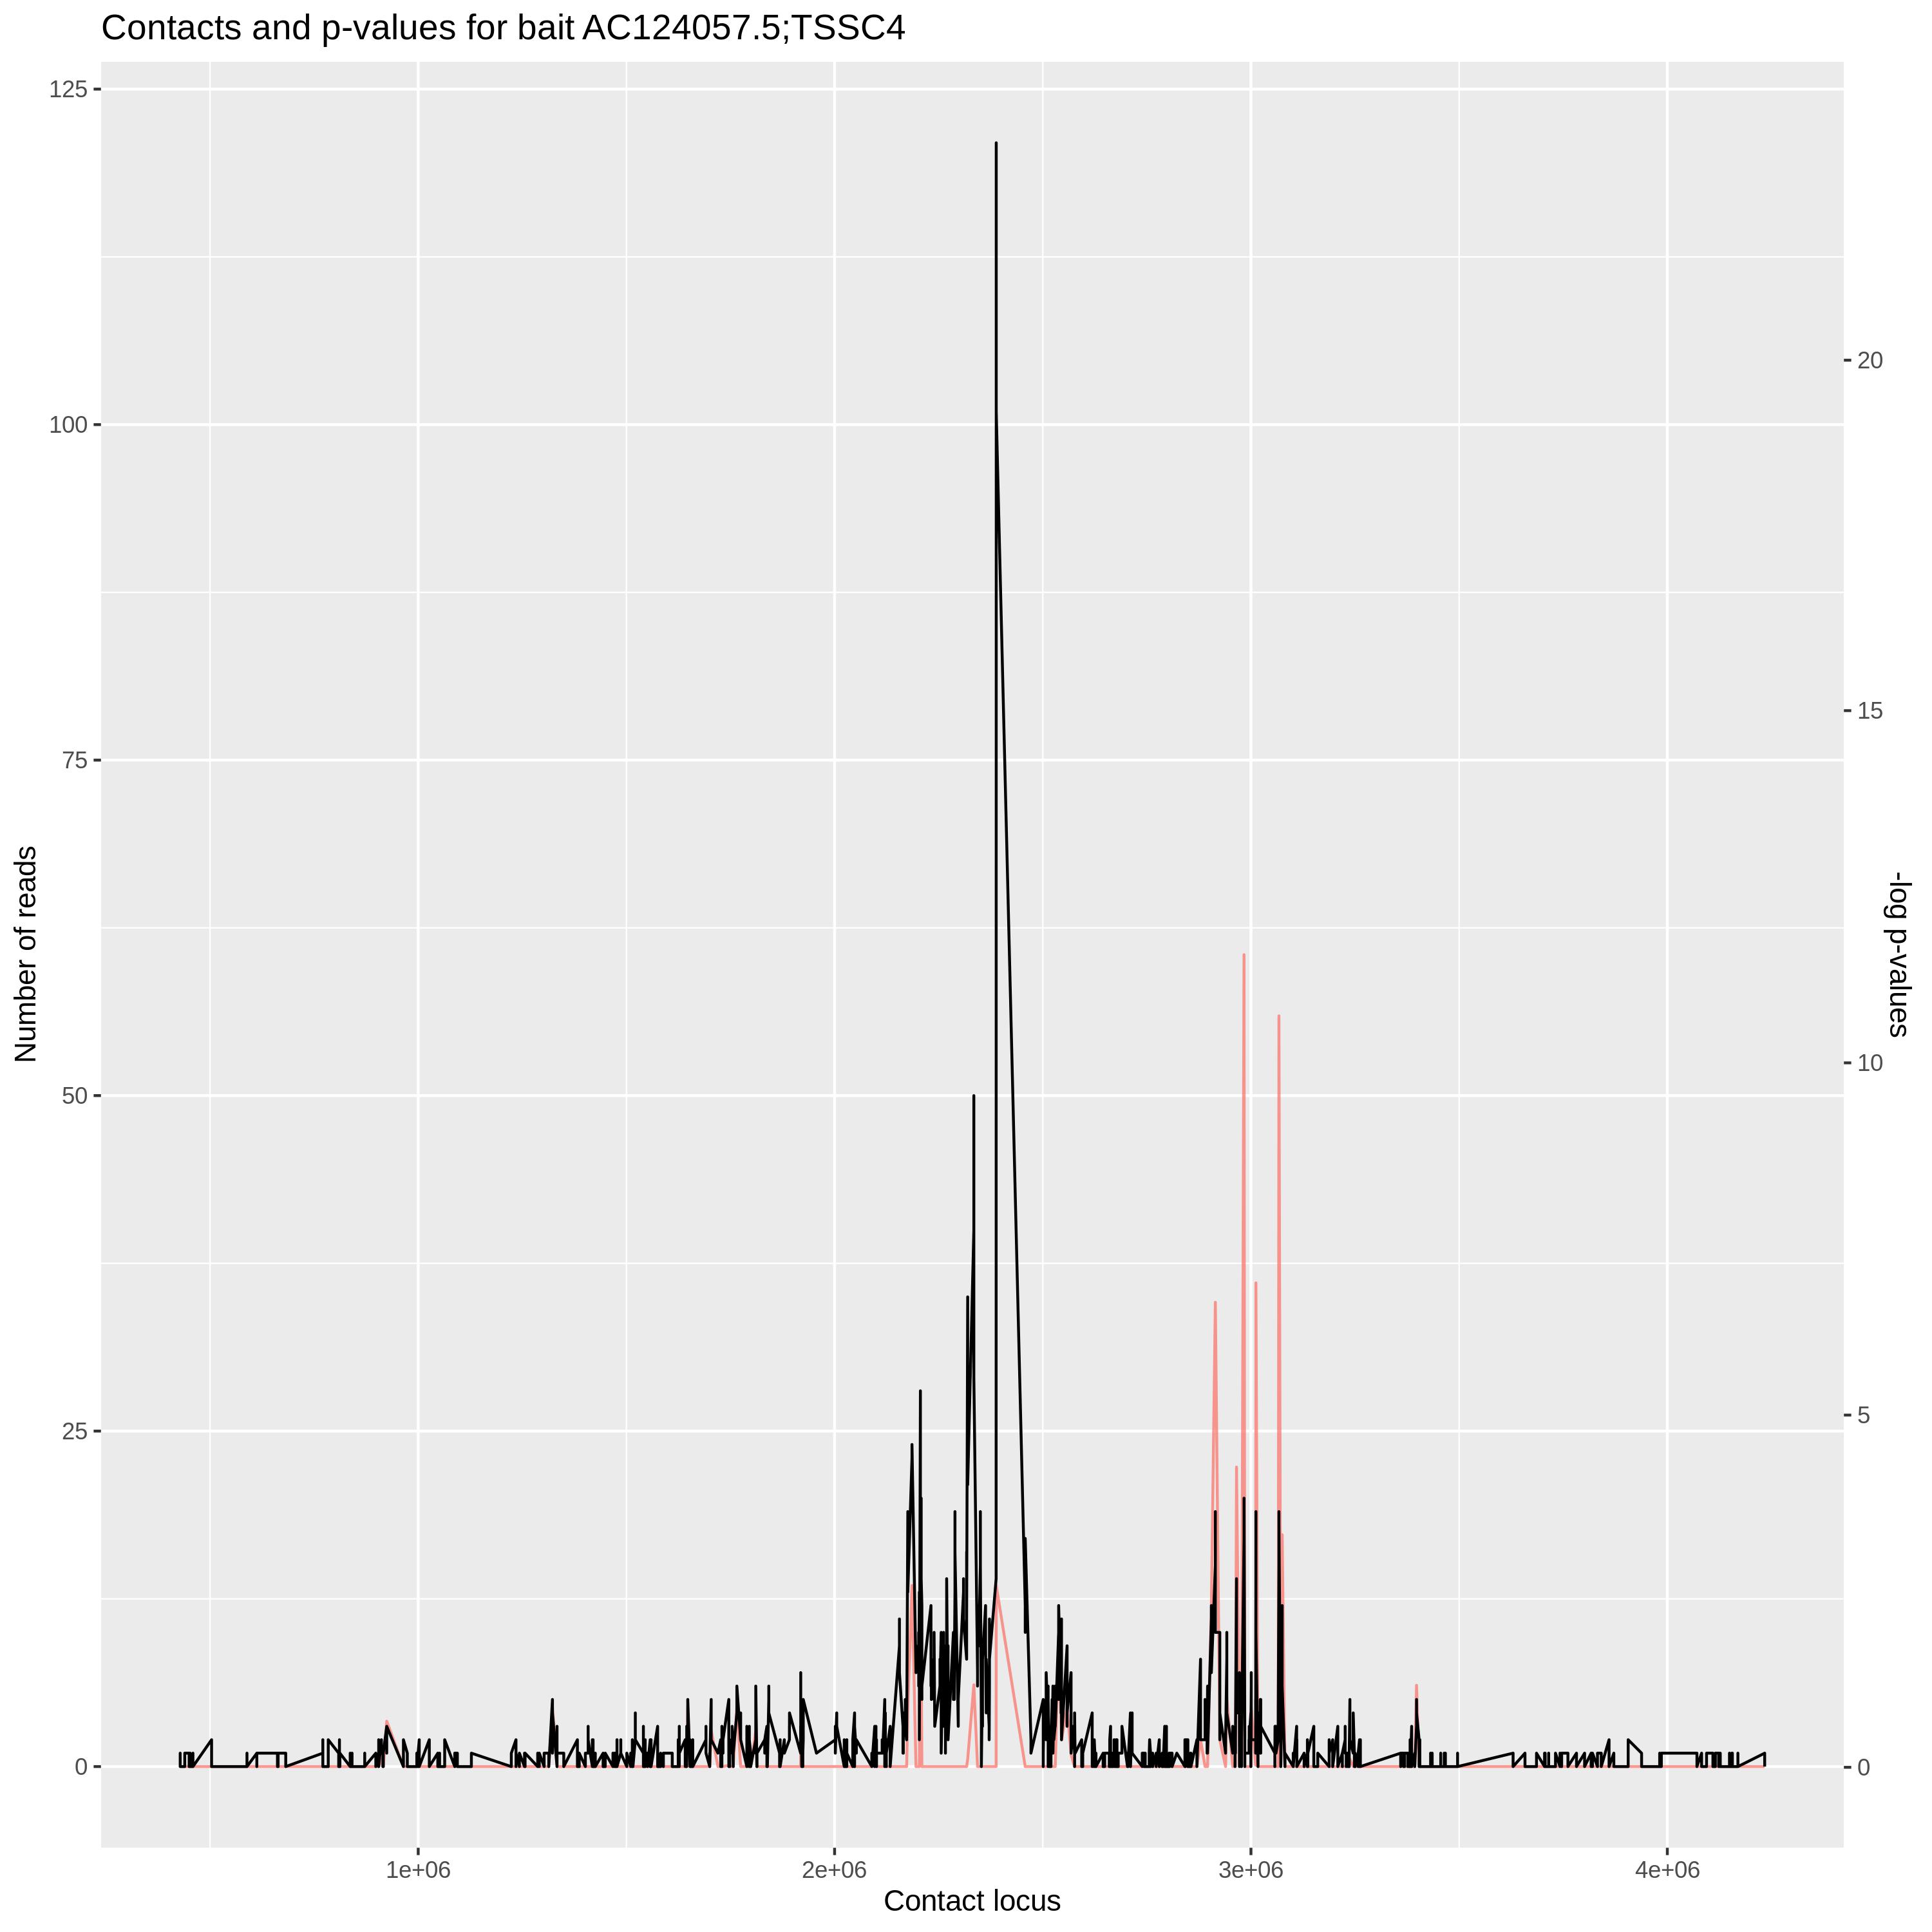 Contacts and p-values for bait AC124057.5;TSSC4
125
100
75
50
25
0
Number of reads
20
15
10
5
0
-log p-values
1e+06
2e+06
3e+06
4e+06
Contact locus